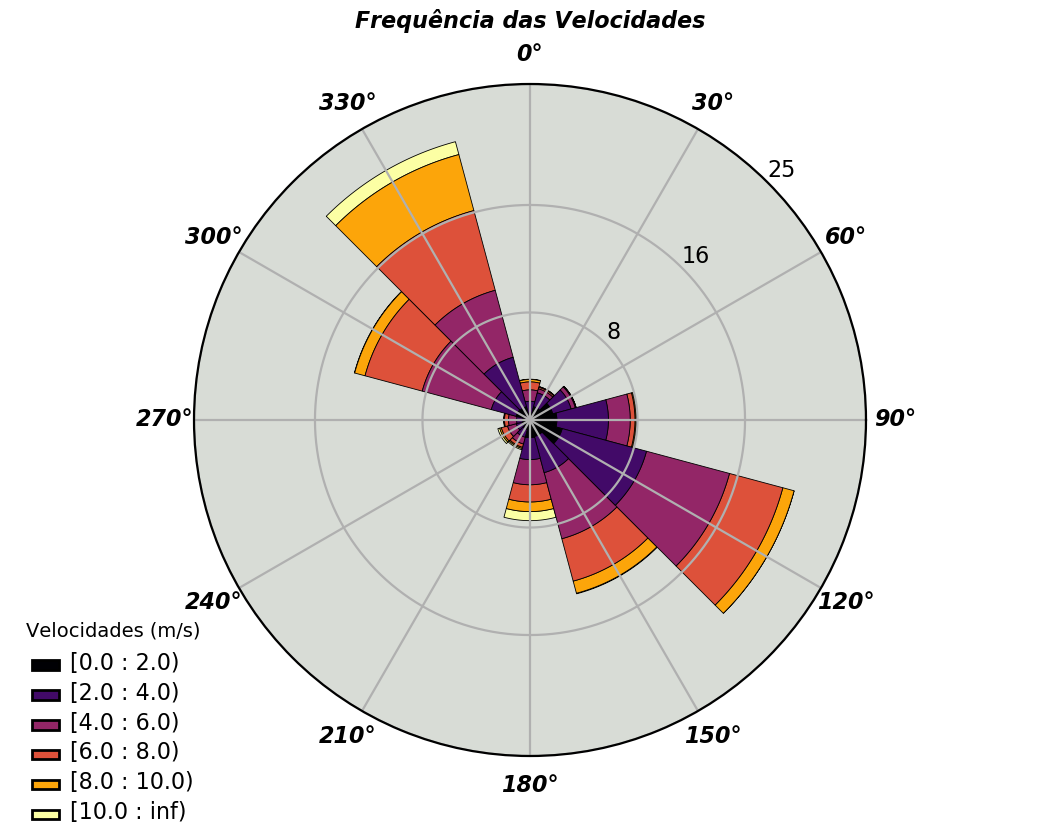 Frequência das Velocidades
0°
330°
30°
25
300°
60°
16
8
270°
90°
240°
120°
210°
150°
180°
Velocidades (m/s)
[0.0 : 2.0)
[2.0 : 4.0)
[4.0 : 6.0)
[6.0 : 8.0)
[8.0 : 10.0)
[10.0 : inf)